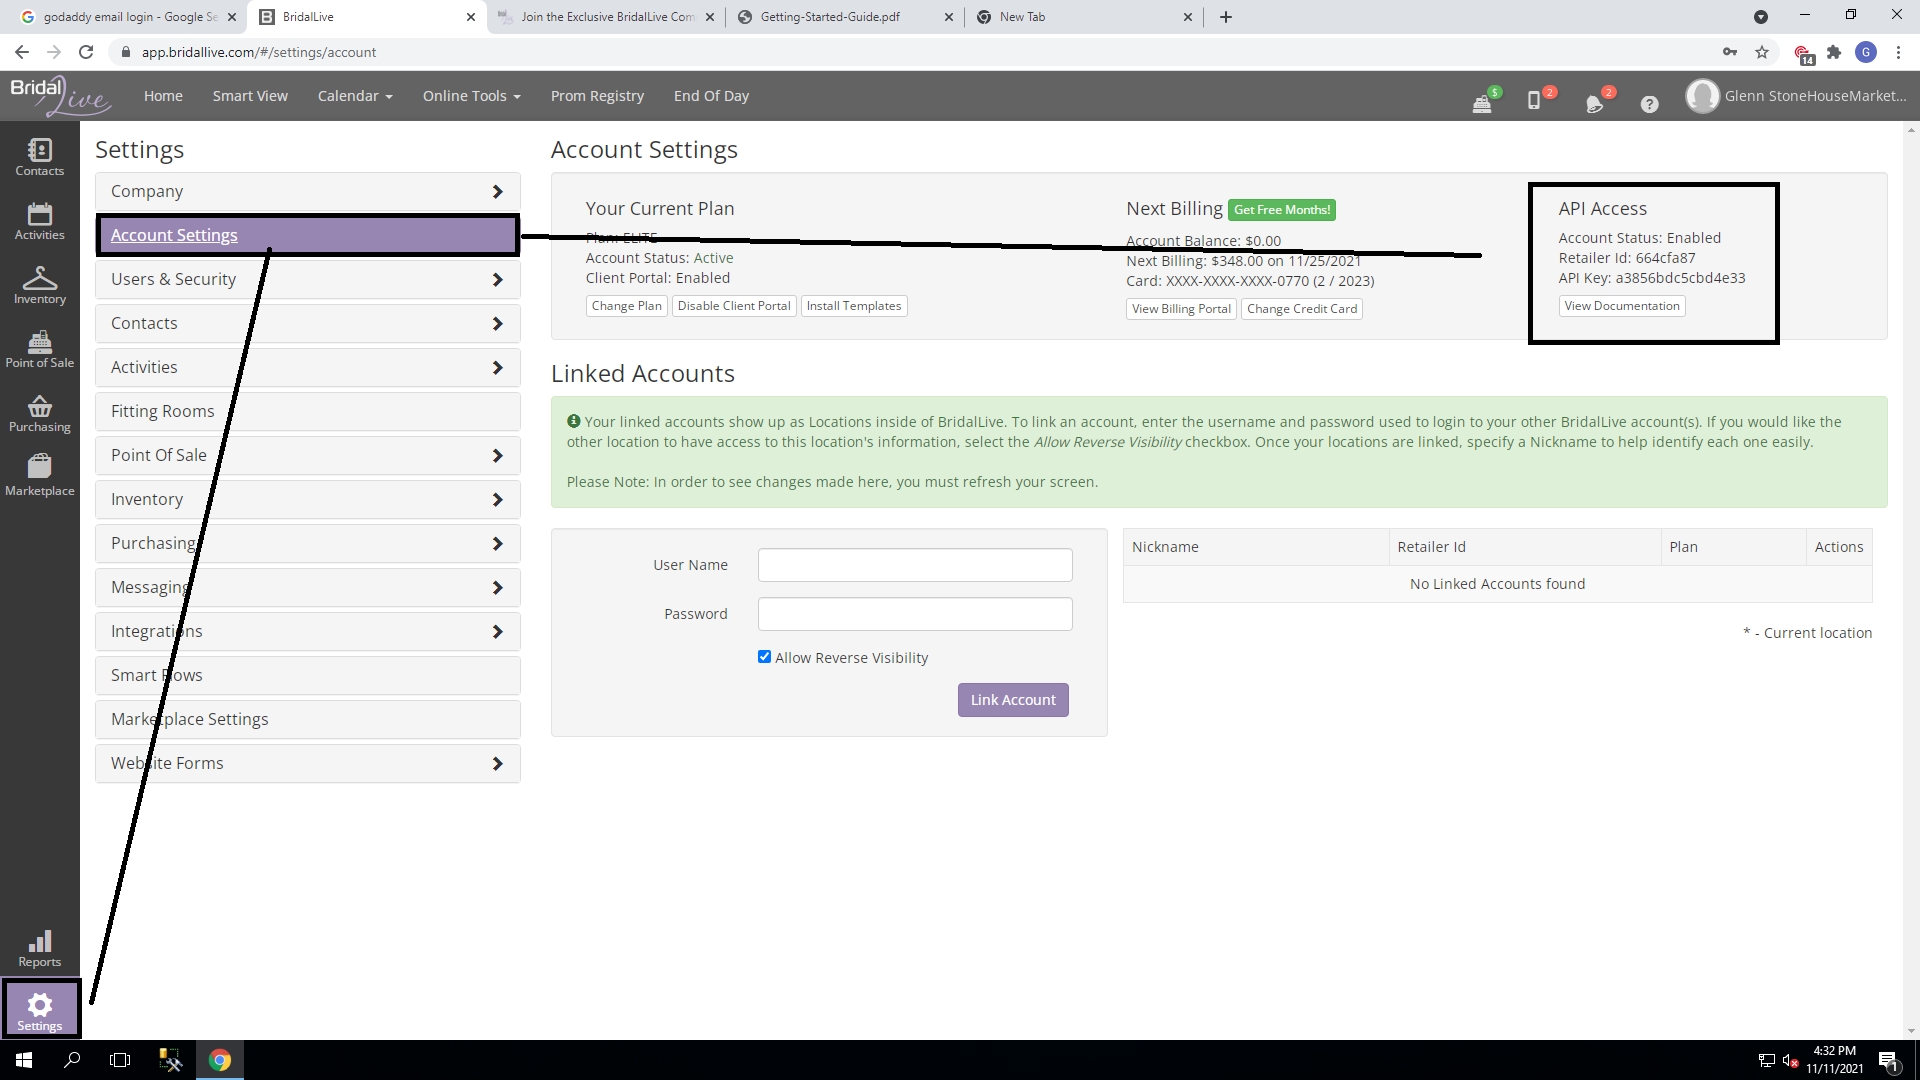 godaddy email login - Google Se
BridalLive
Join the Exclusive BridalLive Com
Getting-Started-Guide.pdf
New Tab
app.bridallive.com/#/settings/account
14
G
Bridal Live
Home
Smart View
Calendar
Online Tools
Prom Registry
End Of Day
$
2
2
?
Glenn StoneHouseMarket...
Contacts
Activities
Inventory
Point of Sale
Purchasing
Marketplace
Reports
Settings
Settings
Company
Account Settings
Users & Security
Contacts
Activities
Fitting Rooms
Point Of Sale
Inventory
Purchasing
Messaging
Integrations
Smart Flows
Marketplace Settings
Website Forms
Account Settings
Your Current Plan
Plan: ELITE
Account Status: Active
Client Portal: Enabled
Change Plan
Disable Client Portal
Install Templates
Next Billing Get Free Months!
Account Balance: $0.00
Next Billing: $348.00 on 11/25/2021
Card: XXXX-XXXX-XXXX-0770 (2 / 2023)
View Billing Portal
Change Credit Card
API Access
Account Status: Enabled
Retailer Id: 664cfa87
API Key: a3856bdc5cbd4e33
View Documentation
Linked Accounts
Your linked accounts show up as Locations inside of BridalLive. To link an account, enter the username and password used to login to your other BridalLive account(s). If you would like the
other location to have access to this location's information, select the Allow Reverse Visibility checkbox. Once your locations are linked, specify a Nickname to help identify each one easily.
Please Note: In order to see changes made here, you must refresh your screen.
User Name
Password
Allow Reverse Visibility
Link Account
Nickname
Retailer Id
Plan
Actions
No Linked Accounts found
* - Current location
4:32 PM
11/11/2021
1